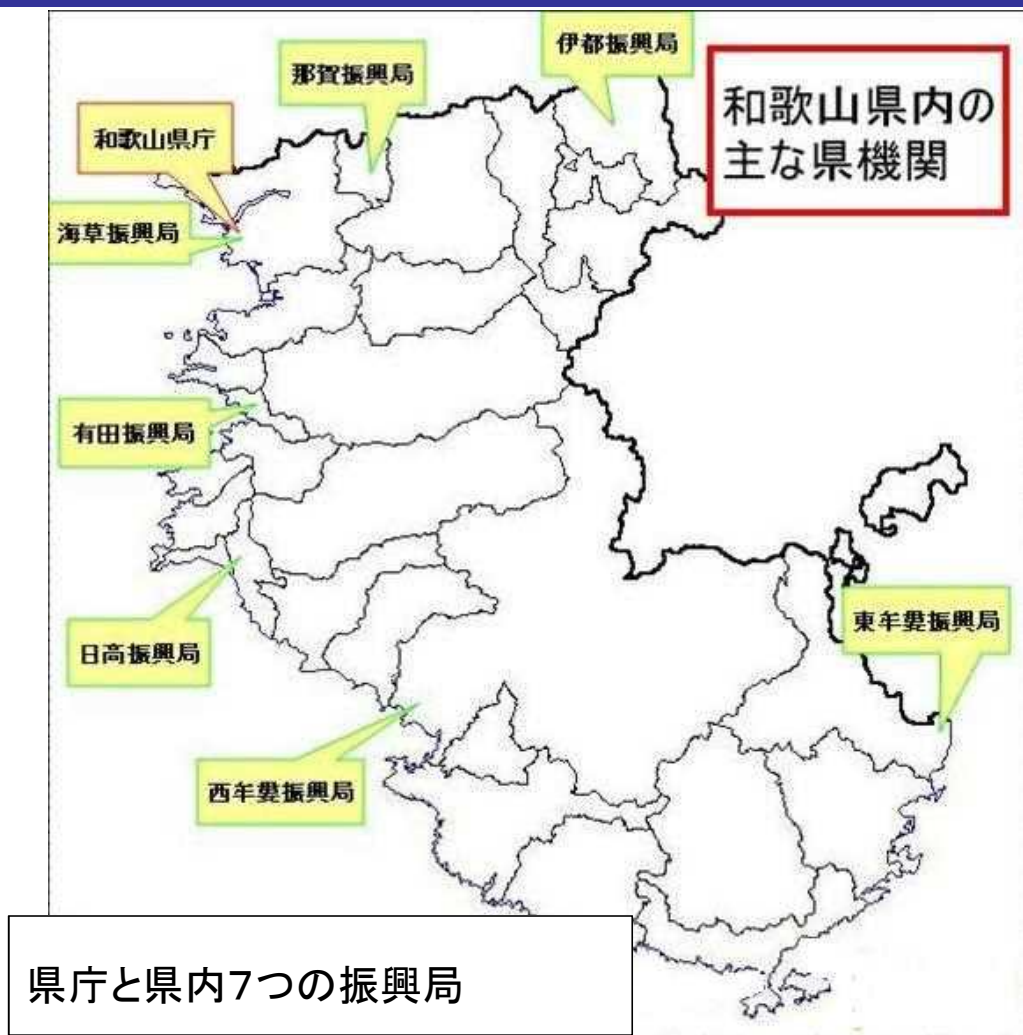 伊都振興局
那賀振興局
和歌山県内の
主な県機関
和歌山県庁
海草振興局
有田振興局
東牟婁振興局
日高振興局
西牟婁振興局
県庁と県内7つの振興局